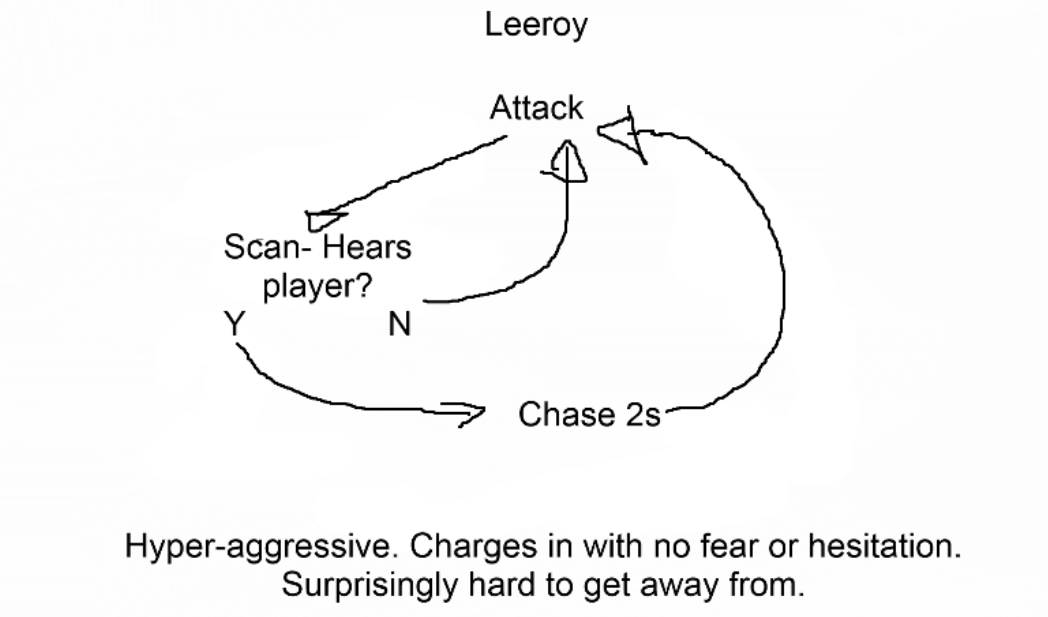 Leeroy
Attack
Scan- Hears
player?
Y N
Chase 2s
Hyper-aggressive. Charges in with no fear or hesitation.
Surprisingly hard to get away from.